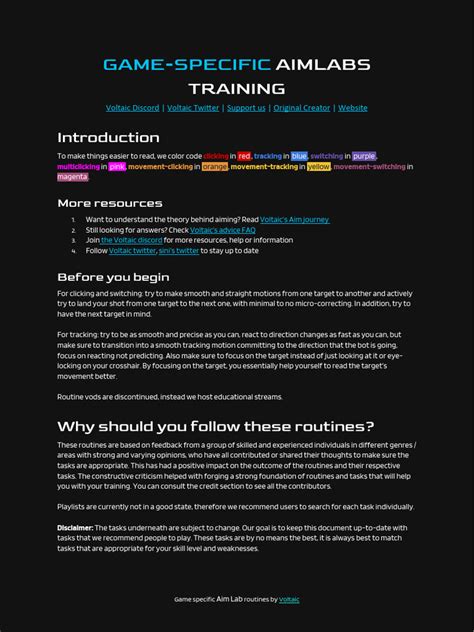 GAME-SPECIFIC AIMLABS
TRAINING
Voltaic Discord | Voltaic Twitter | Support us | Original Creator | Website
Introduction
To make things easier to read, we color code clicking in red, tracking in blue, switching in purple,
multiclicking in pink, movement-clicking in orange, movement-tracking in yellow, movement-switching in
magenta.
More resources
1. Want to understand the theory behind aiming? Read Voltaic's Aim journey
2. Still looking for answers? Check Voltaic's advice FAQ
3. Join the Voltaic discord for more resources, help or information
4. Follow Voltaic twitter, sini's twitter to stay up to date
Before you begin
For clicking and switching: try to make smooth and straight motions from one target to another and actively
try to land your shot from one target to the next one, with minimal to no micro-correcting. In addition, try to
have the next target in mind.
For tracking: try to be as smooth and precise as you can, react to direction changes as fast as you can, but
make sure to transition into a smooth tracking motion committing to the direction that the bot is going,
focus on reacting not predicting. Also make sure to focus on the target instead of just looking at it or eye-
locking on your crosshair. By focusing on the target, you essentially help yourself to read the target's
movement better.
Routine vods are discontinued, instead we host educational streams.
Why should you follow these routines?
These routines are based on feedback from a group of skilled and experienced individuals in different genres /
areas with strong and varying opinions, who have all contributed or shared their thoughts to make sure the
tasks are appropriate. This has had a positive impact on the outcome of the routines and their respective
tasks. The constructive criticism helped with forging a strong foundation of routines and tasks that will help
you with your training. You can consult the credit section to see all the contributors.
Playlists are currently not in a good state, therefore we recommend users to search for each task individually.
Disclaimer: The tasks underneath are subject to change. Our goal is to keep this document up-to-date with
tasks that we recommend people to play. These tasks are by no means the best, it is always best to match
tasks that are appropriate for your skill level and weaknesses.
Game specific Aim Lab routines by Voltaic